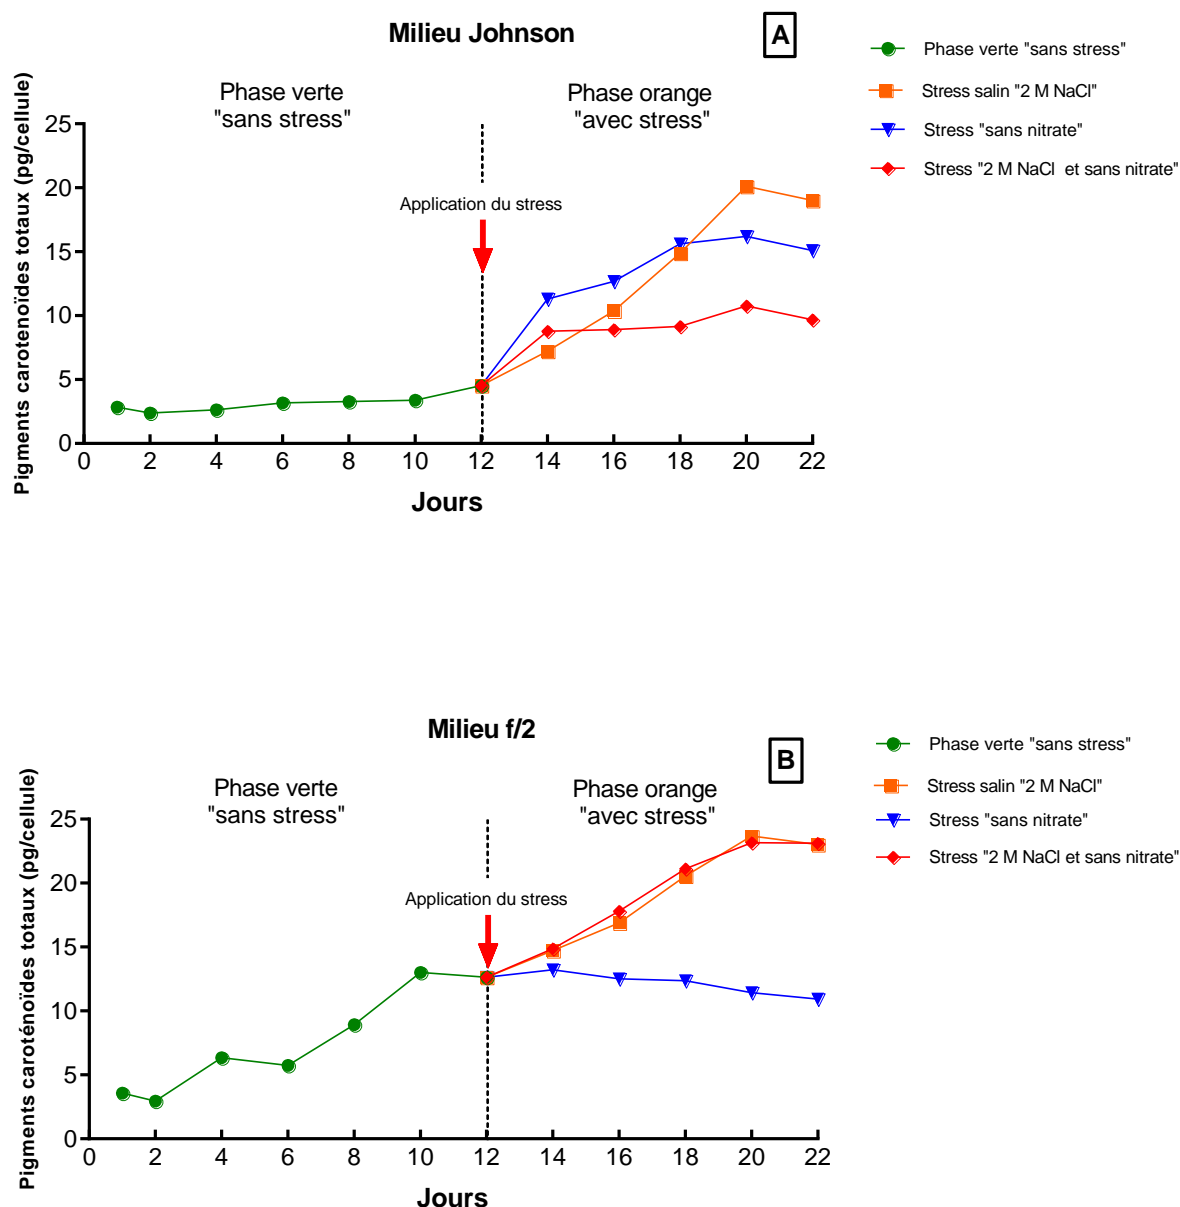 Milieu Johnson
A
Phase verte
"sans stress"
Phase orange
"avec stress"
Phase verte "sans stress"
Stress salin "2 M NaCl"
Stress "sans nitrate"
Stress "2 M NaCl et sans nitrate"
Application du stress
Pigments carotenoïdes totaux (pg/cellule)
25
20
15
10
5
0
0 2 4 6 8 10 12 14 16 18 20 22
Jours
Milieu f/2
B
Phase verte
"sans stress"
Phase orange
"avec stress"
Phase verte "sans stress"
Stress salin "2 M NaCl"
Stress "sans nitrate"
Stress "2 M NaCl et sans nitrate"
Application du stress
Pigments caroténoïdes totaux (pg/cellule)
25
20
15
10
5
0
0 2 4 6 8 10 12 14 16 18 20 22
Jours